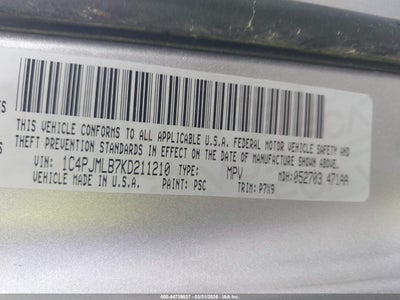 THIS VEHICLE CONFORMS TO ALL APPLICABLE U.S.A. FEDERAL MOTOR VEHICLE SAFETY AND
THEFT PREVENTION STANDARDS IN EFFECT ON THE DATE OF MANUFACTURE SHOWN ABOVE
VIN: 1C4PJMLB7KD211210 TYPE: MPV MDH: 052703 471AA
VEHICLE MADE IN U.S.A. PAINT: PSC TRIM: P7X9